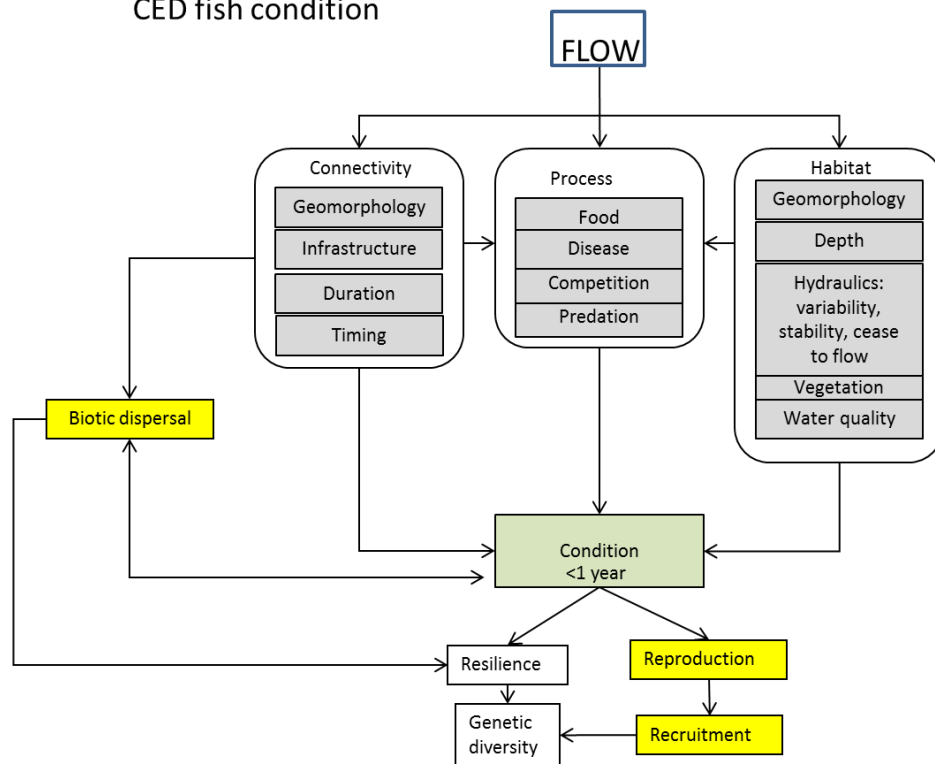 CED fish condition
FLOW
Connectivity
Geomorphology
Infrastructure
Duration
Timing
Process
Food
Disease
Competition
Predation
Habitat
Geomorphology
Depth
Hydraulics:
variability,
stability, cease
to flow
Vegetation
Water quality
Biotic dispersal
Condition
<1 year
Resilience
Reproduction
Genetic
diversity
Recruitment